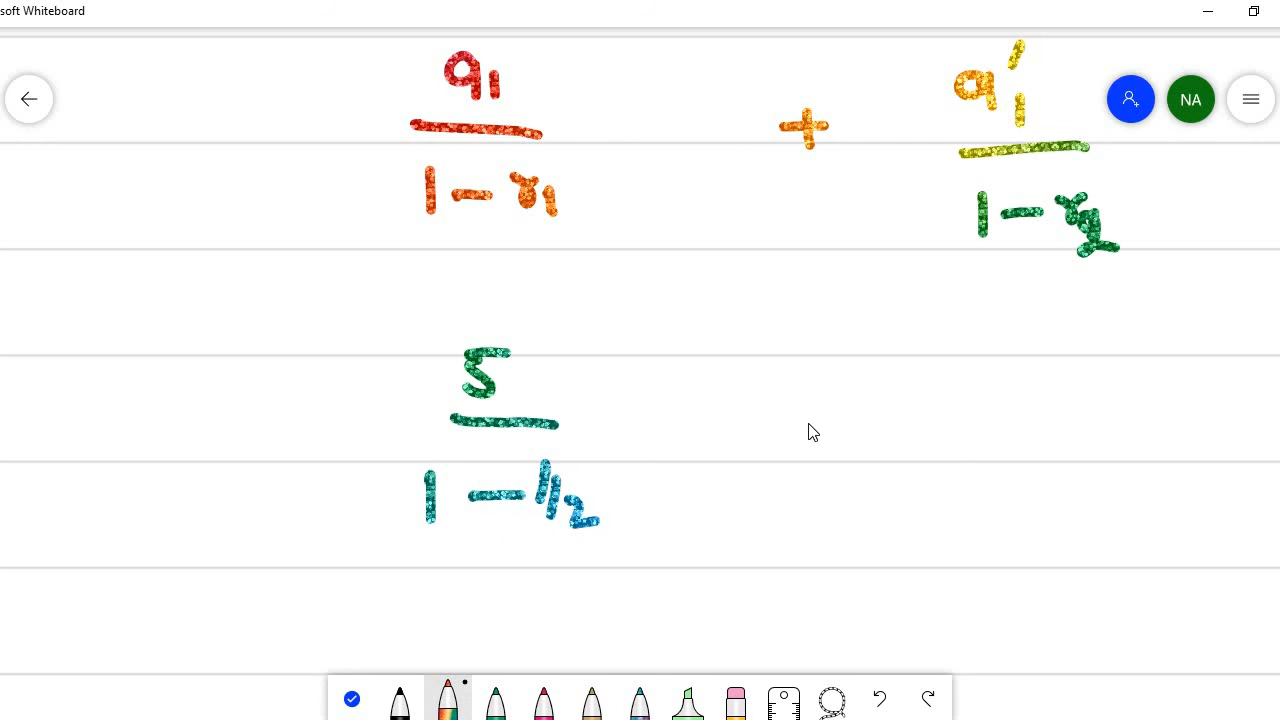 soft Whiteboard
a₁ + a₁′
1 - r₁ 1 - r₂
NA
5
1 - 1/2